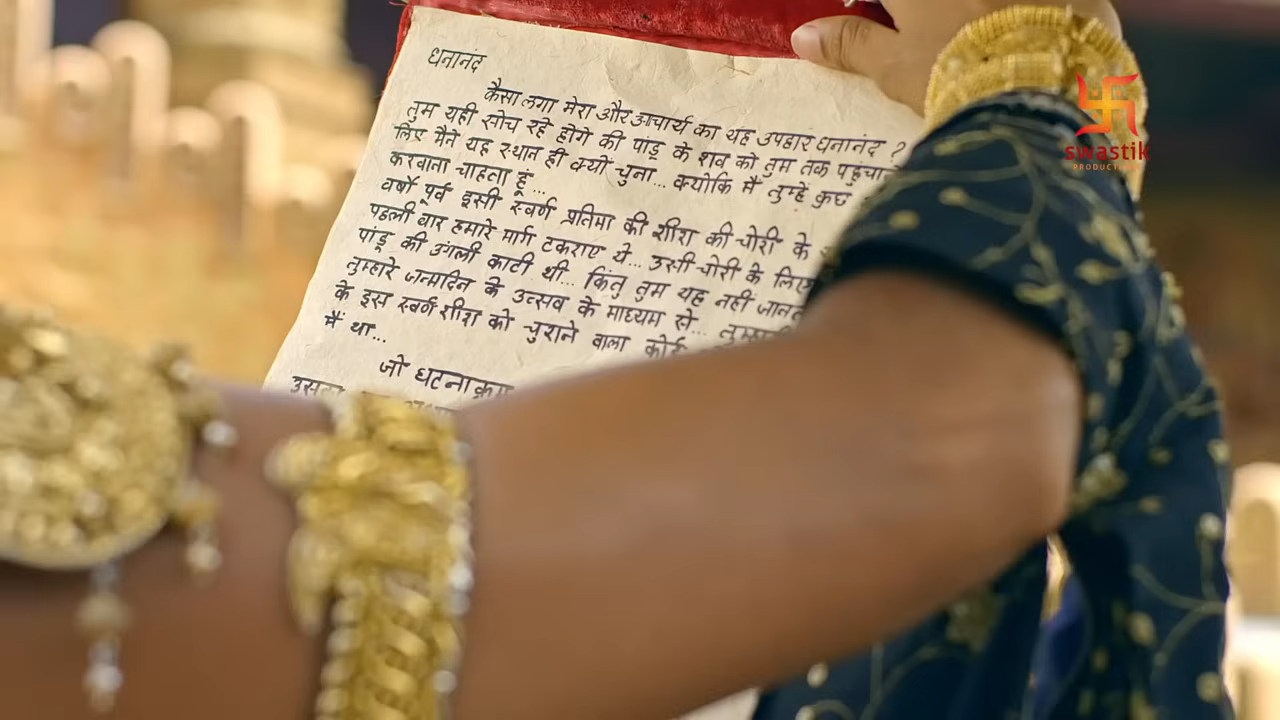 धनानंद
कैसा लगा मेरा और आचार्य का यह उपहार धनानंद ?
तुम यही सोच रहे होगे की पांडू के शव को तुम तक पहुचा
लिए मैने यह स्थान ही क्यों चुना... क्योकि मैं तुम्हे कुछ
करवाना चाहता हूं...
वर्षों पूर्व इसी स्वर्ण प्रतिमा की शीश की चोरी के
पहली बार हमारे मार्ग टकराए थे... उसी चोरी के लिए
पांडू की उंगली काटी थी... किंतु तुम यह नहीं जानत
तुम्हारे जन्मदिन के उत्सव के माध्यम से...
के इस स्वर्ण शीश को चुराने वाला कोई
मैं था...
जो घटनाक्रम
swastik
PRODUCTIONS